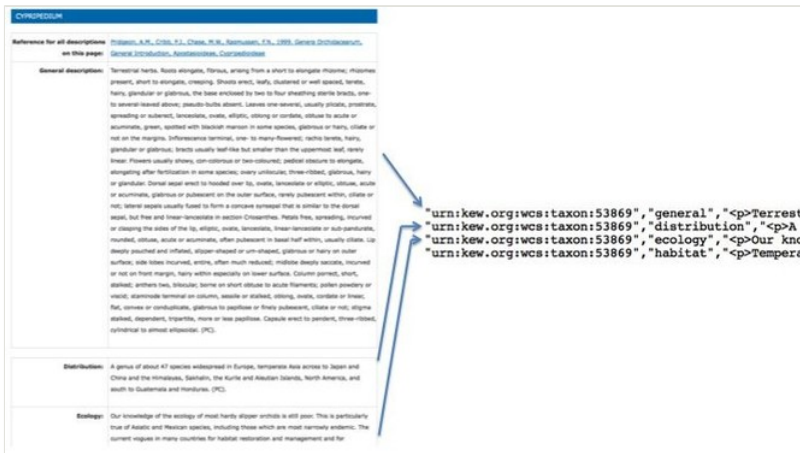 CYPRIPEDIUM
Reference for all descriptions on this page:
Pridgeon, A.M., Cribb, P.J., Chase, M.W., Rasmussen, F.N., 1999. Genera Orchidacearum,
General Introduction, Apostasioideae, Cypripedioideae
General description:
Terrestrial herbs. Roots elongate, fibrous, arising from a short to elongate rhizome; rhizomes
present, short to elongate, creeping. Shoots erect, leafy, clustered or well spaced, terete,
hairy, glandular or glabrous, the base enclosed by two to four sheathing sterile bracts, one-
to several-leaved above; pseudo-bulbs absent. Leaves one-several, usually plicate, prostrate,
spreading or suberect, lanceolate, ovate, elliptic, oblong or cordate, obtuse to acute or
acuminate, green, spotted with blackish maroon in some species, glabrous or hairy, ciliate or
not on the margins. Inflorescence terminal, one- to many-flowered; rachis terete, hairy,
glandular or glabrous; bracts usually leaf-like but smaller than the uppermost leaf, rarely
linear. Flowers usually showy, con-colorous or two-coloured; pedicel obscure to elongate,
elongating after fertilization in some species; ovary unilocular, three-ribbed, glabrous, hairy
or glandular. Dorsal sepal erect to hooded over lip, ovate, lanceolate or elliptic, obtuse, acute
or acuminate, glabrous or pubescent on the outer surface, rarely pubescent within, ciliate or
not; lateral sepals usually fused to form a concave synsepal that is similar to the dorsal
sepal, but free and linear-lanceolate in section Criosanthes. Petals free, spreading, incurved
or clasping the sides of the lip, elliptic, ovate, lanceolate, linear-lanceolate or sub-pandurate,
rounded, obtuse, acute or acuminate, often pubescent in basal half within, usually ciliate. Lip
deeply pouched and inflated, slipper-shaped or urn-shaped, glabrous or hairy on outer
surface; side lobes incurved, entire, often much reduced; midlobe deeply saccate, incurved
or not on front margin, hairy within especially on lower surface. Column porrect, short,
stalked; anthers two, bilocular, borne on short obtuse to acute filaments; pollen powdery or
viscid; staminode terminal on column, sessile or stalked, oblong, ovate, cordate or linear,
flat, convex or conduplicate, glabrous to papillose or finely pubescent, ciliate or not; stigma
stalked, dependent, tripartite, more or less papillose. Capsule erect to pendent, three-ribbed,
cylindrical to almost ellipsoidal. (PC).
Distribution:
A genus of about 47 species widespread in Europe, temperate Asia across to Japan and
China and the Himalayas, Sakhalin, the Kurile and Aleutian Islands, North America, and
south to Guatemala and Honduras. (PC).
Ecology:
Our knowledge of the ecology of most hardy slipper orchids is still poor. This is particularly
true of Asiatic and Mexican species, including those which are most narrowly endemic. The
current vogues in many countries for habitat restoration and management and for
"urn:kew.org:wcs:taxon:53869","general","<p>Terrest
"urn:kew.org:wcs:taxon:53869","distribution","<p>A
"urn:kew.org:wcs:taxon:53869","ecology","<p>Our kno
"urn:kew.org:wcs:taxon:53869","habitat","<p>Tempera